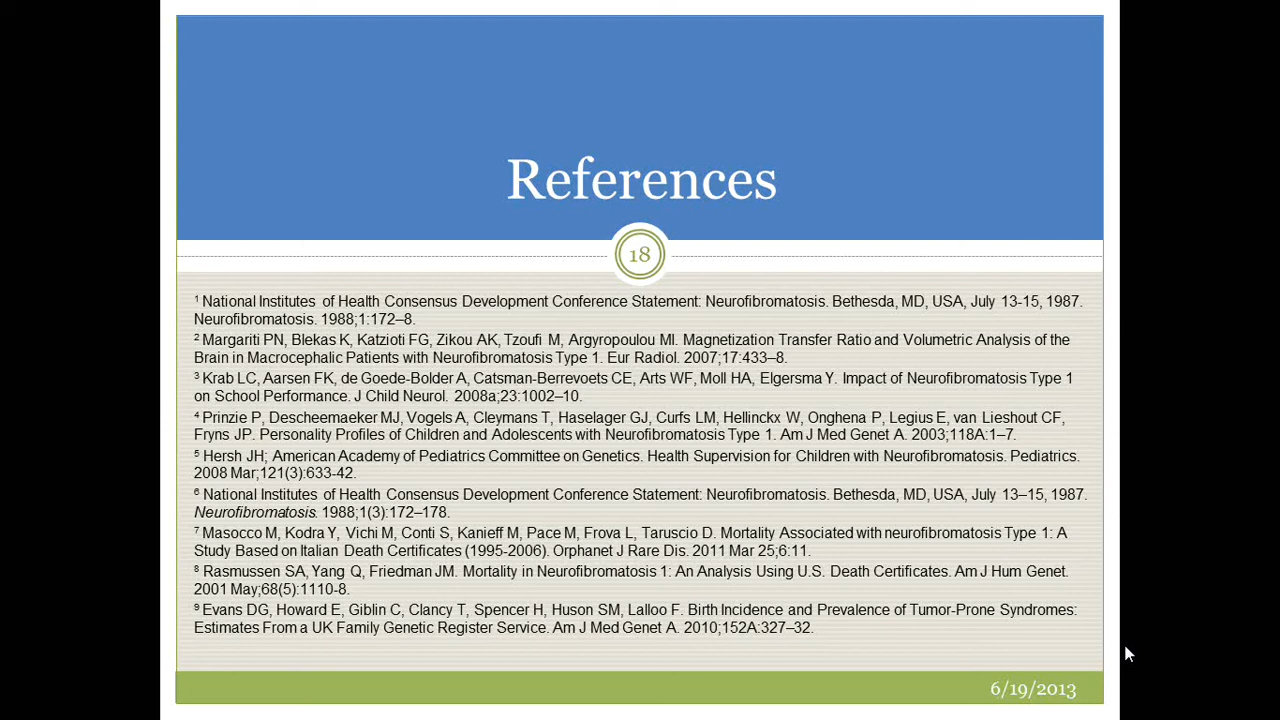 References
18
1 National Institutes of Health Consensus Development Conference Statement: Neurofibromatosis. Bethesda, MD, USA, July 13-15, 1987.
Neurofibromatosis. 1988;1:172–8.
2 Margariti PN, Blekas K, Katzioti FG, Zikou AK, Tzoufi M, Argyropoulou MI. Magnetization Transfer Ratio and Volumetric Analysis of the
Brain in Macrocephalic Patients with Neurofibromatosis Type 1. Eur Radiol. 2007;17:433–8.
3 Krab LC, Aarsen FK, de Goede-Bolder A, Catsman-Berrevoets CE, Arts WF, Moll HA, Elgersma Y. Impact of Neurofibromatosis Type 1
on School Performance. J Child Neurol. 2008a;23:1002–10.
4 Prinzie P, Descheemaeker MJ, Vogels A, Cleymans T, Haselager GJ, Curfs LM, Hellinckx W, Onghena P, Legius E, van Lieshout CF,
Fryns JP. Personality Profiles of Children and Adolescents with Neurofibromatosis Type 1. Am J Med Genet A. 2003;118A:1–7.
5 Hersh JH; American Academy of Pediatrics Committee on Genetics. Health Supervision for Children with Neurofibromatosis. Pediatrics.
2008 Mar;121(3):633-42.
6 National Institutes of Health Consensus Development Conference Statement: Neurofibromatosis. Bethesda, MD, USA, July 13–15, 1987.
Neurofibromatosis. 1988;1(3):172–178.
7 Masocco M, Kodra Y, Vichi M, Conti S, Kanieff M, Pace M, Frova L, Taruscio D. Mortality Associated with neurofibromatosis Type 1: A
Study Based on Italian Death Certificates (1995-2006). Orphanet J Rare Dis. 2011 Mar 25;6:11.
8 Rasmussen SA, Yang Q, Friedman JM. Mortality in Neurofibromatosis 1: An Analysis Using U.S. Death Certificates. Am J Hum Genet.
2001 May;68(5):1110-8.
9 Evans DG, Howard E, Giblin C, Clancy T, Spencer H, Huson SM, Lalloo F. Birth Incidence and Prevalence of Tumor-Prone Syndromes:
Estimates From a UK Family Genetic Register Service. Am J Med Genet A. 2010;152A:327–32.
6/19/2013